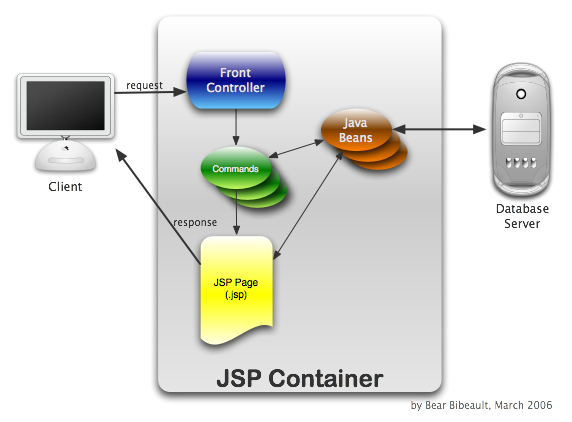 Front
Controller
request
Java
Beans
Commands
Client
Database
Server
response
JSP Page
(.jsp)
JSP Container
by Bear Bibeault, March 2006